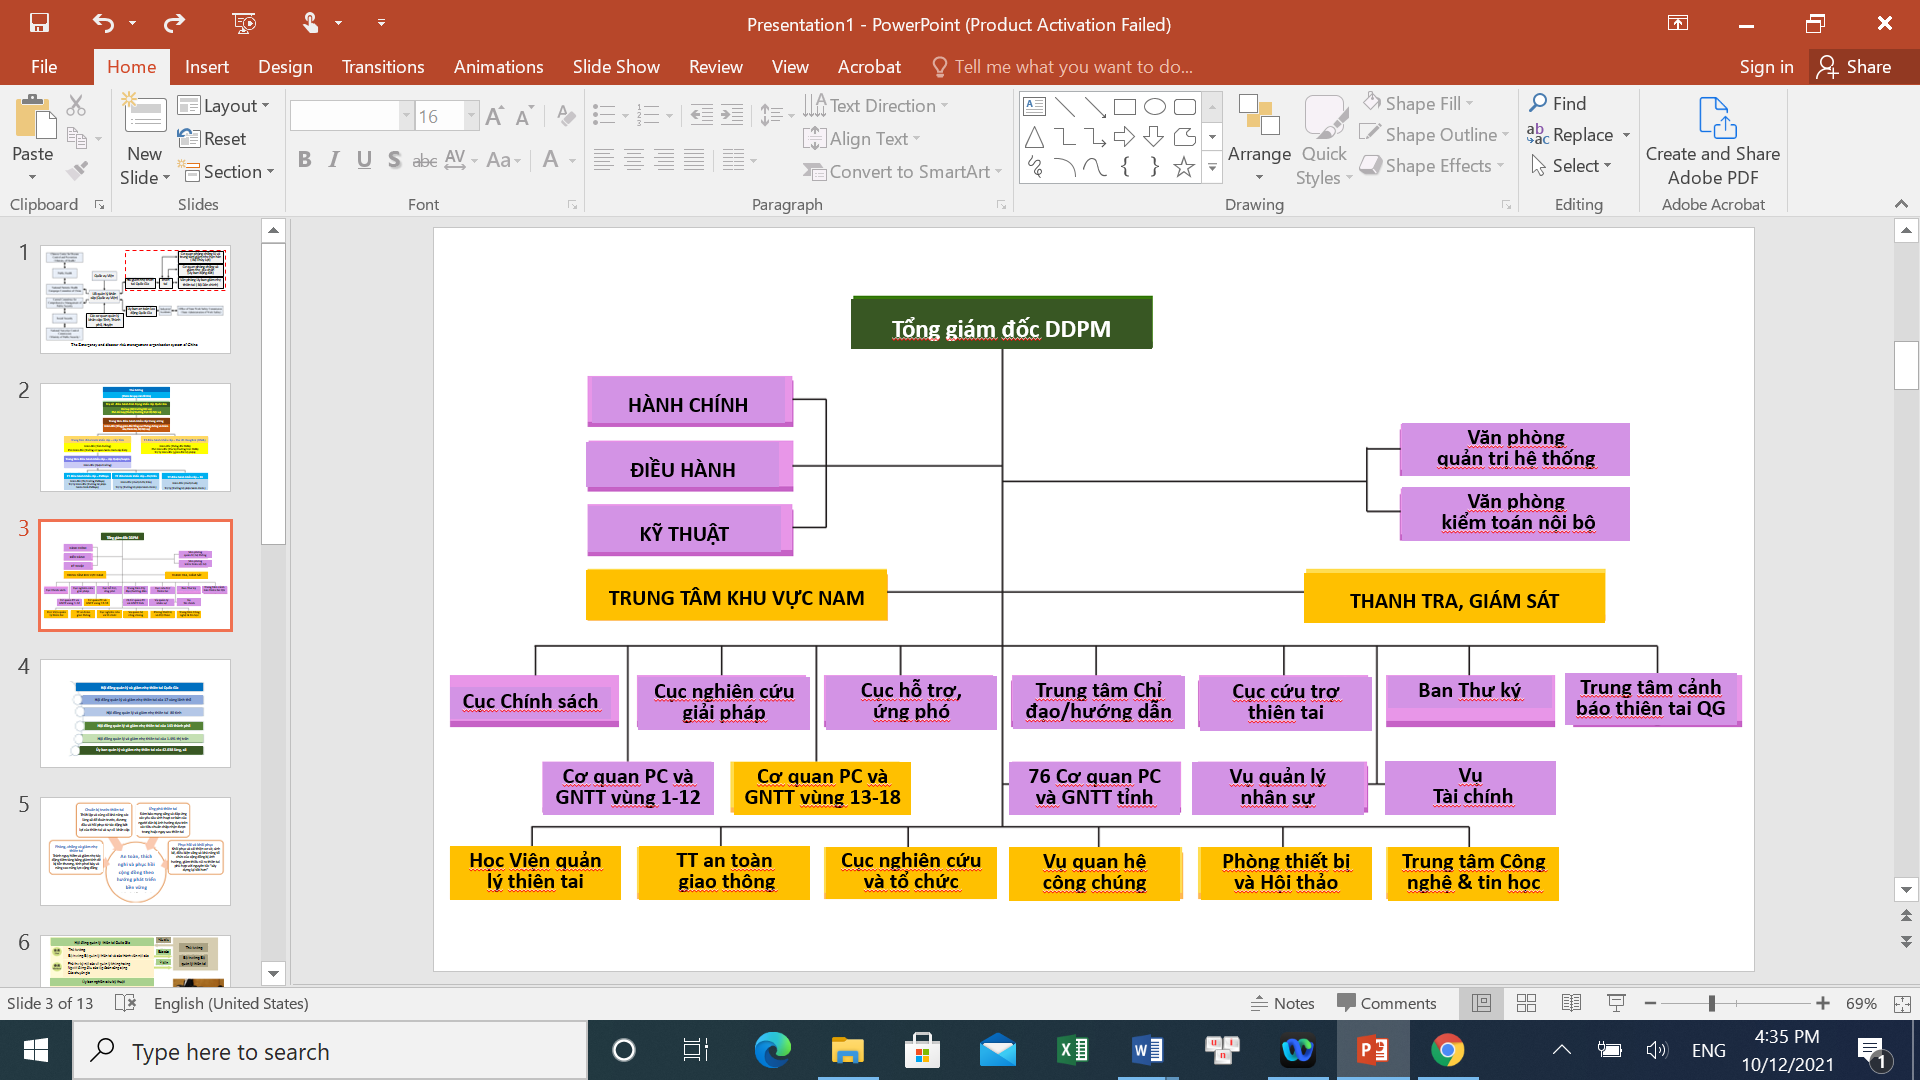 Presentation1 - PowerPoint (Product Activation Failed)
File
Home
Insert
Design
Transitions
Animations
Slide Show
Review
View
Acrobat
Tell me what you want to do...
Sign in
Share
Paste
New
Slide
Layout
Reset
Section
16
Text Direction
Align Text
Convert to SmartArt
Arrange
Quick
Styles
Shape Fill
Shape Outline
Shape Effects
Find
Replace
Select
Create and Share
Adobe PDF
Clipboard
Slides
Font
Paragraph
Drawing
Editing
Adobe Acrobat
1
2
3
4
5
6
Tổng giám đốc DDPM
HÀNH CHÍNH
ĐIỀU HÀNH
KỸ THUẬT
Văn phòng
quản trị hệ thống
Văn phòng
kiểm toán nội bộ
TRUNG TÂM KHU VỰC NAM
THANH TRA, GIÁM SÁT
Cục Chính sách
Cục nghiên cứu
giải pháp
Cục hỗ trợ,
ứng phó
Trung tâm Chỉ
đạo/hướng dẫn
Cục cứu trợ
thiên tai
Ban Thư ký
Trung tâm cảnh
báo thiên tai QG
Cơ quan PC và
GNTT vùng 1-12
Cơ quan PC và
GNTT vùng 13-18
76 Cơ quan PC
và GNTT tỉnh
Vụ quản lý
nhân sự
Vụ
Tài chính
Học Viện quản
lý thiên tai
TT an toàn
giao thông
Cục nghiên cứu
và tổ chức
Vụ quan hệ
công chúng
Phòng thiết bị
và Hội thảo
Trung tâm Công
nghệ & tin học
Slide 3 of 13
English (United States)
Notes
Comments
69%
Type here to search
ENG
4:35 PM
10/12/2021
1